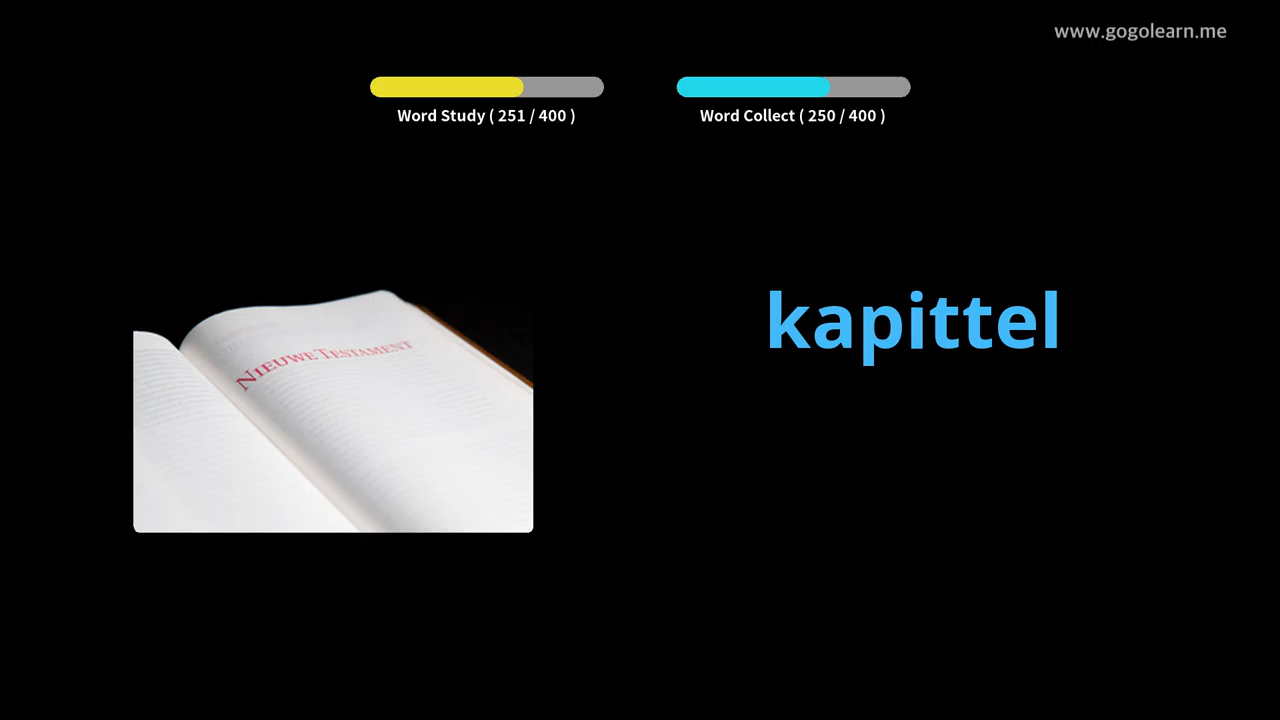 www.gogolearn.me
Word Study ( 251 / 400 )
Word Collect ( 250 / 400 )
kapittel
NIEUWE TESTAMENT